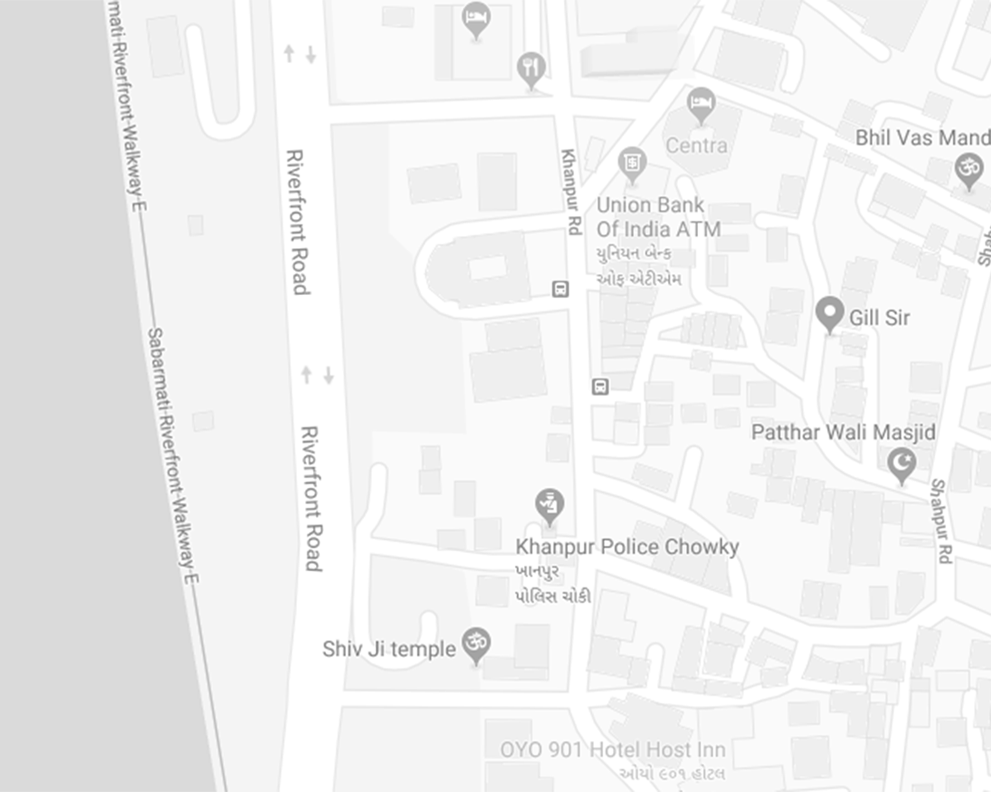 mati-Riverfront-Walkway-E
Riverfront Road
Khanpur Rd
Centra
Bhil Vas Mand
Union Bank
Of India ATM
યુનિયન બેન્ક
ઓફ એટીએમ
Gill Sir
Sabarmati-Riverfront-Walkway-E
Riverfront Road
Patthar Wali Masjid
Shahpur Rd
Khanpur Police Chowky
ખાનપુર
પોલિસ ચોકી
Shiv Ji temple
OYO 901 Hotel Host Inn
ઓયો ૯૦૧ હોટલ